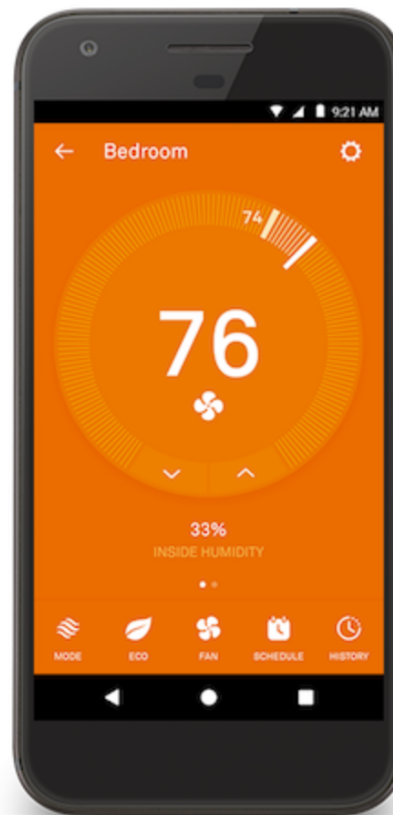 9:21 AM
Bedroom
74
76
33%
INSIDE HUMIDITY
MODE ECO FAN SCHEDULE HISTORY